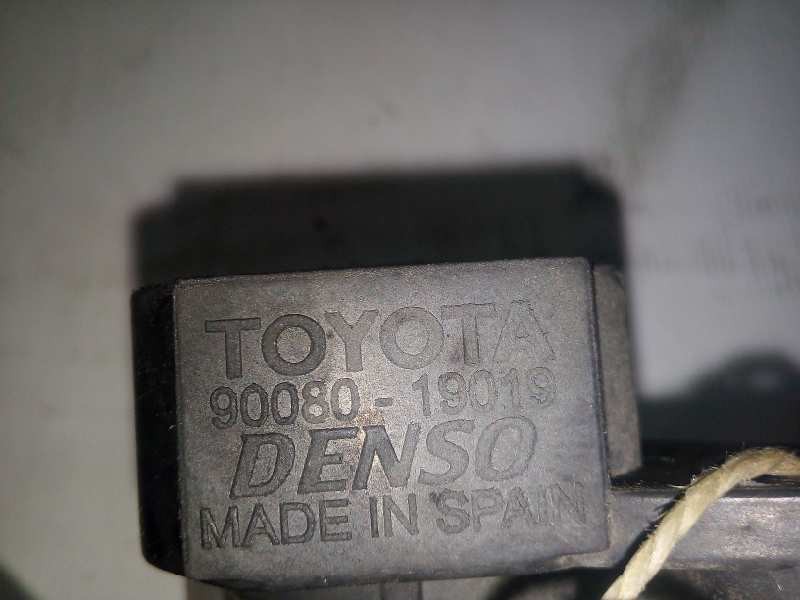 TOYOTA
90080-19019
DENSO
MADE IN SPAIN